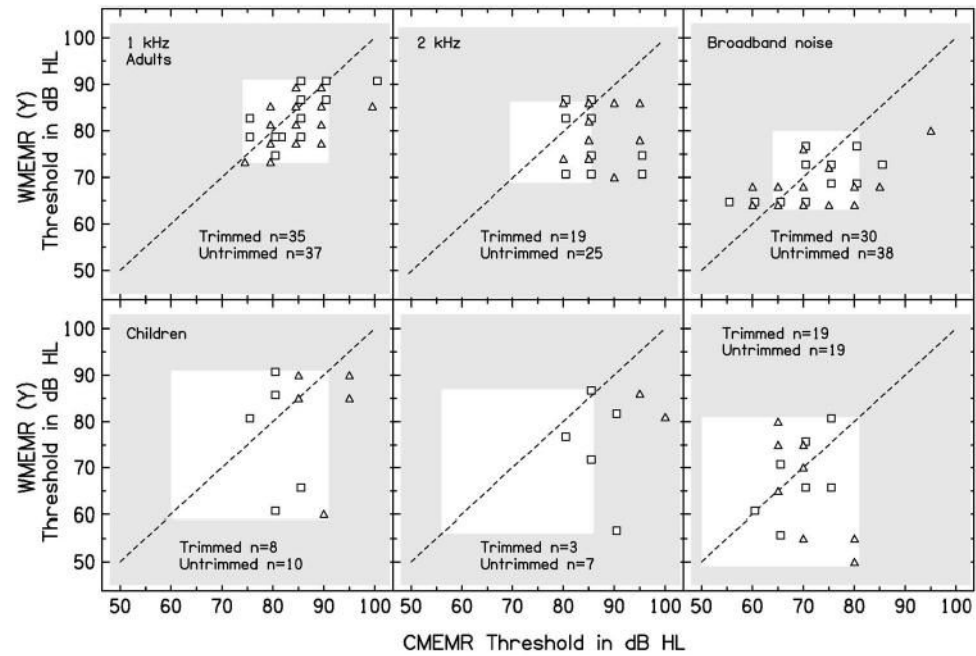 1 kHz
Adults
2 kHz
Broadband noise
100
90
80
70
60
50
WMEMR (Y)
Threshold in dB HL
Trimmed n=35
Untrimmed n=37
Trimmed n=19
Untrimmed n=25
Trimmed n=30
Untrimmed n=38
Children
Trimmed n=19
Untrimmed n=19
100
90
80
70
60
50
WMEMR (Y)
Threshold in dB HL
Trimmed n=8
Untrimmed n=10
Trimmed n=3
Untrimmed n=7
50 60 70 80 90 100 50 60 70 80 90 100 50 60 70 80 90 100
CMEMR Threshold in dB HL